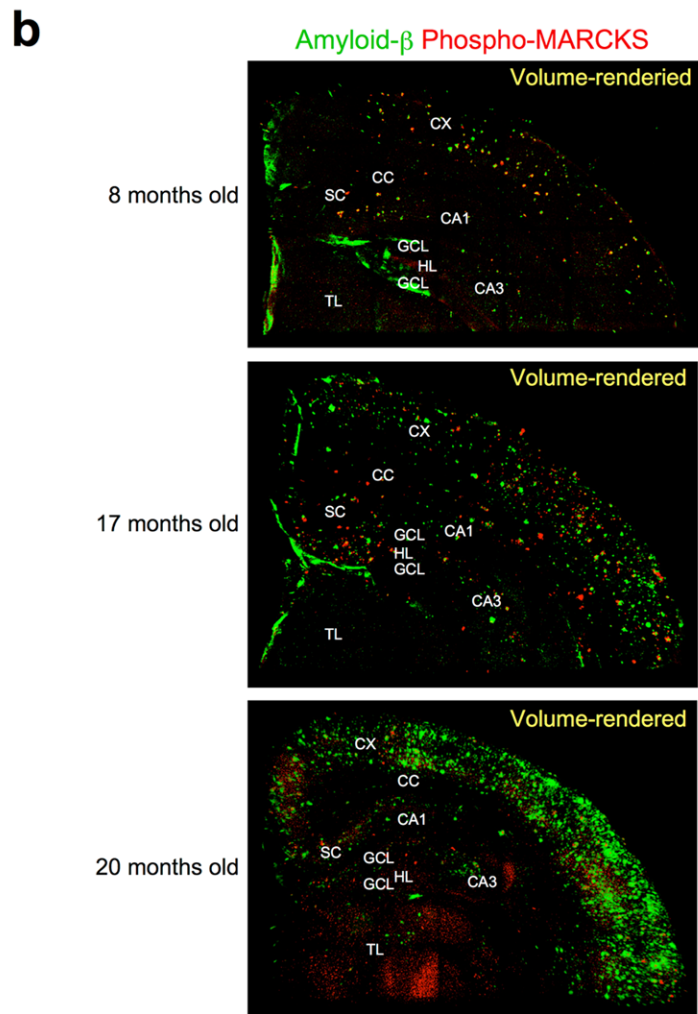 b
Amyloid-β Phospho-MARCKS
Volume-renderied
8 months old
CX
CC
SC
CA1
GCL
HL
GCL
CA3
TL
Volume-rendered
17 months old
CX
CC
SC
GCL
CA1
HL
GCL
CA3
TL
Volume-rendered
20 months old
CX
CC
CA1
SC
GCL
HL
GCL
CA3
TL